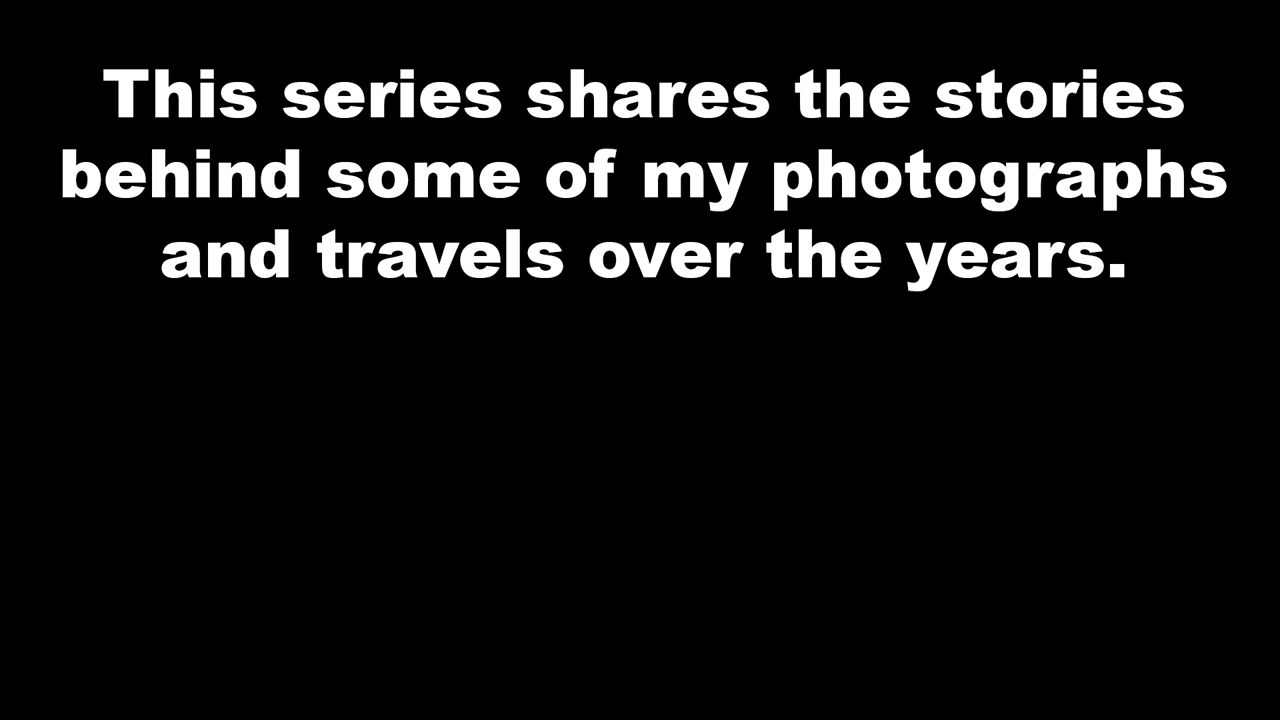 This series shares the stories
behind some of my photographs
and travels over the years.